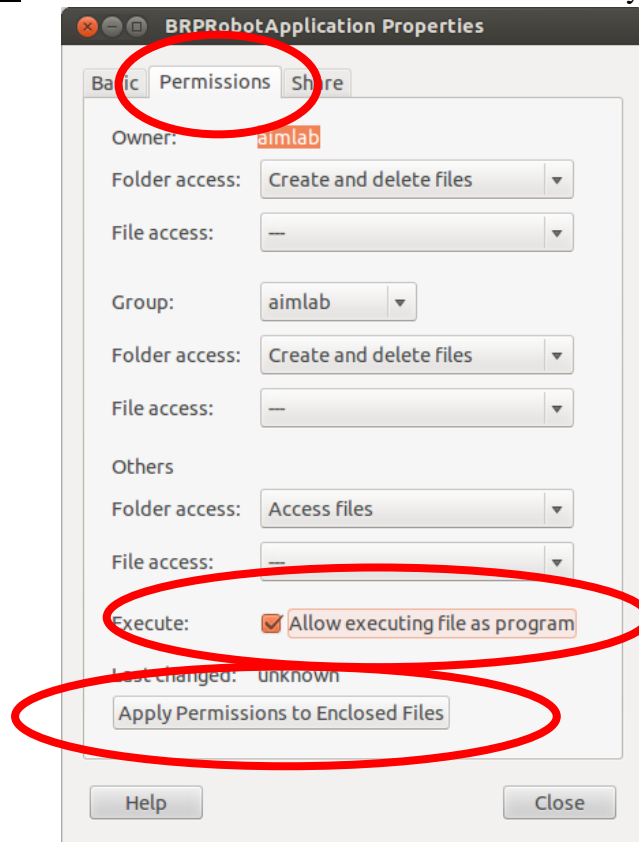 BRPRobotApplication Properties
Basic Permissions Share
Owner: aimlab
Folder access: Create and delete files
File access: ---
Group: aimlab
Folder access: Create and delete files
File access: ---
Others
Folder access: Access files
File access: ---
Execute: Allow executing file as program
Last changed: unknown
Apply Permissions to Enclosed Files
Help Close